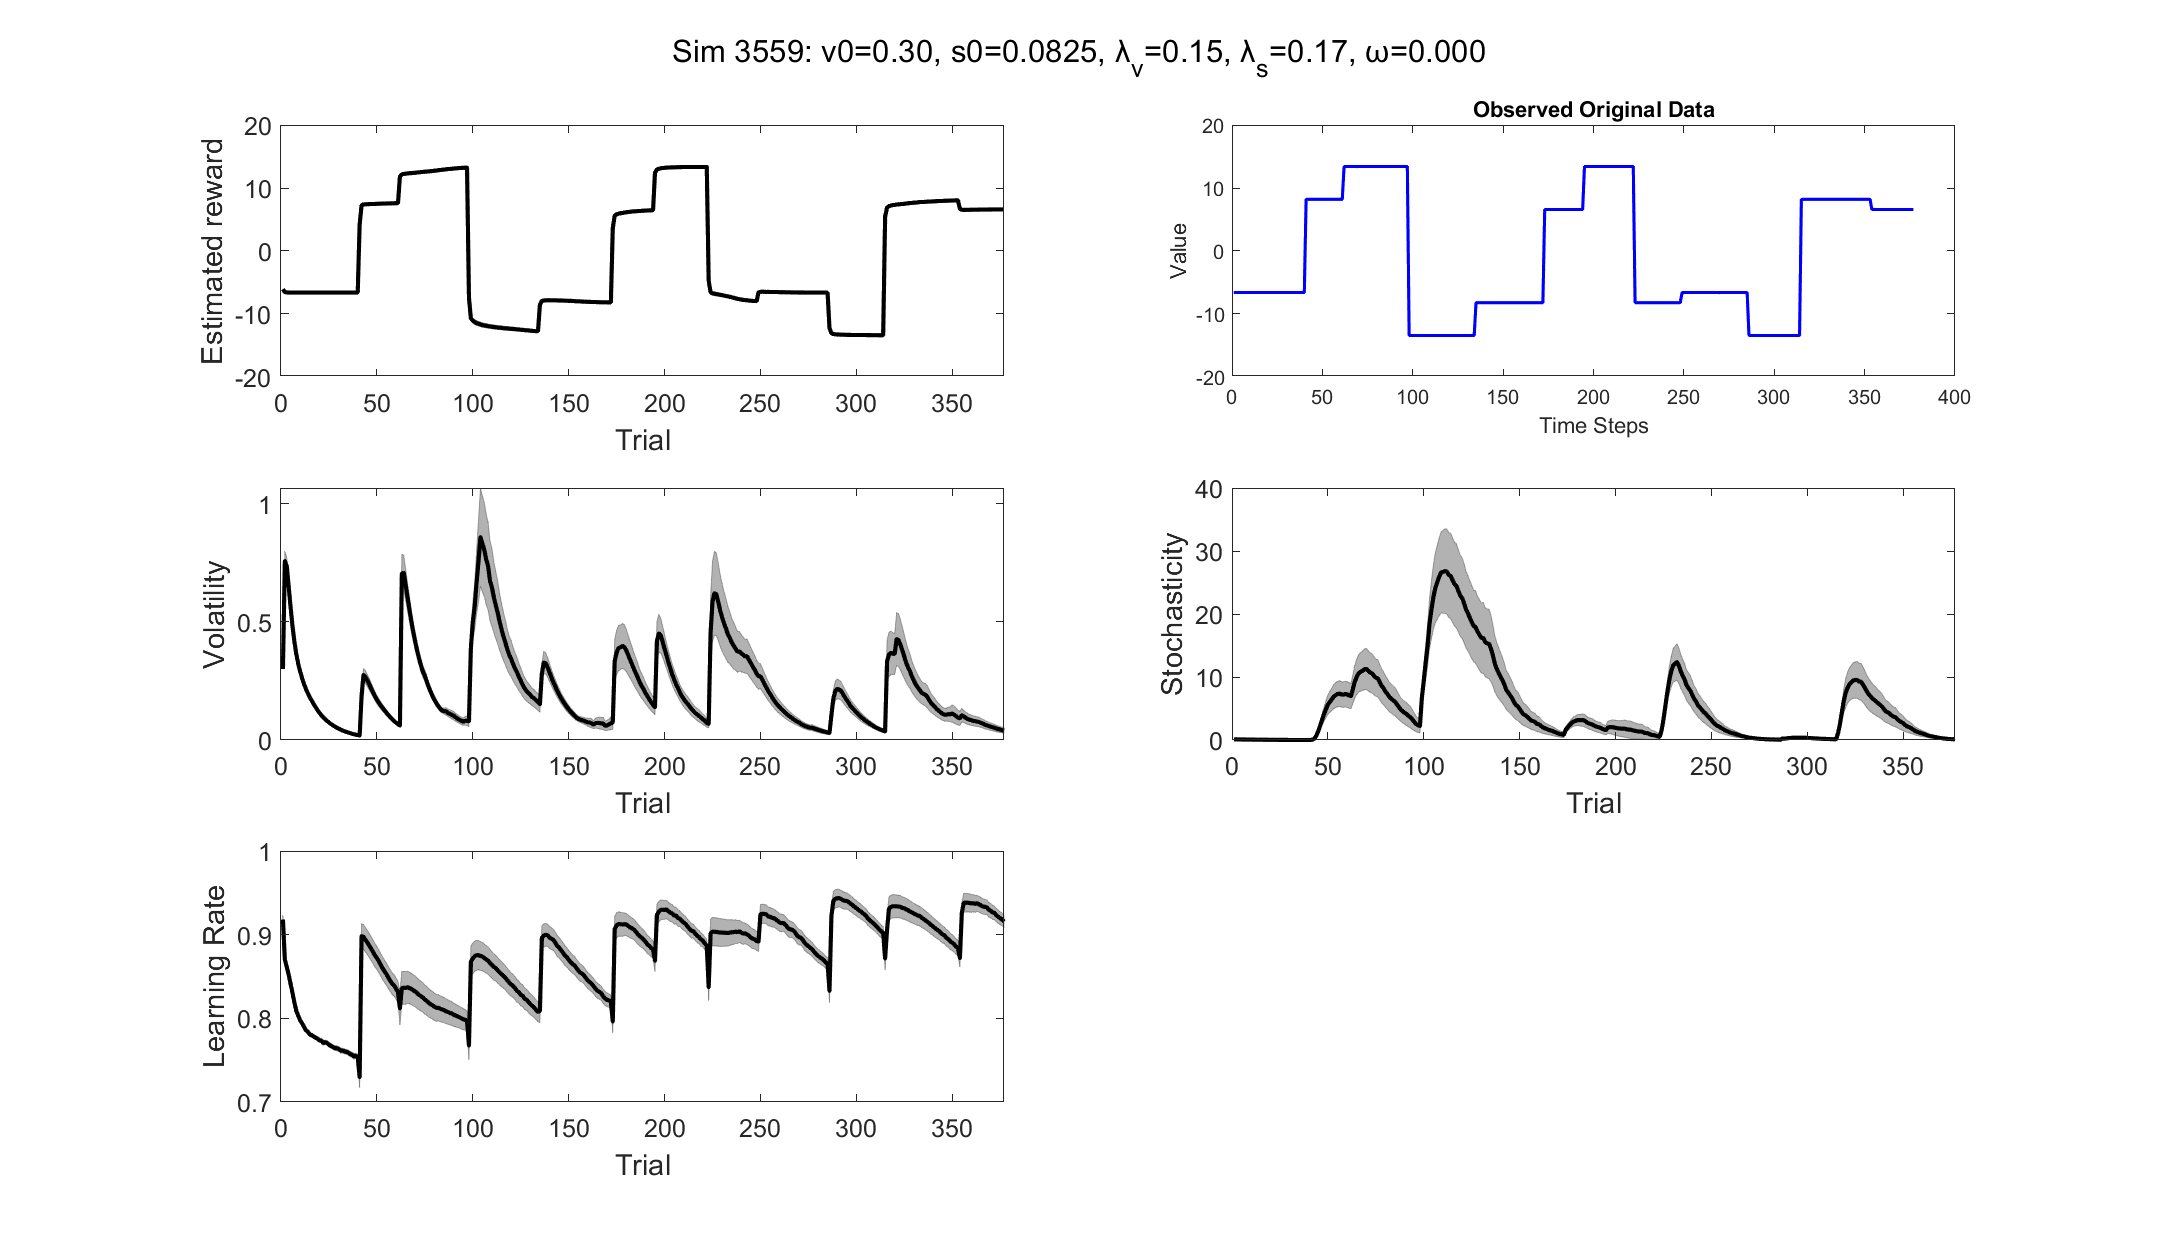 Sim 3559: v0=0.30, s0=0.0825, λ_v=0.15, λ_s=0.17, ω=0.000
Estimated reward
20
10
0
-10
-20
0 50 100 150 200 250 300 350
Trial
Observed Original Data
Value
20
10
0
-10
-20
0 50 100 150 200 250 300 350 400
Time Steps
Volatility
1
0.5
0
0 50 100 150 200 250 300 350
Trial
Stochasticity
40
30
20
10
0
0 50 100 150 200 250 300 350
Trial
Learning Rate
1
0.9
0.8
0.7
0 50 100 150 200 250 300 350
Trial